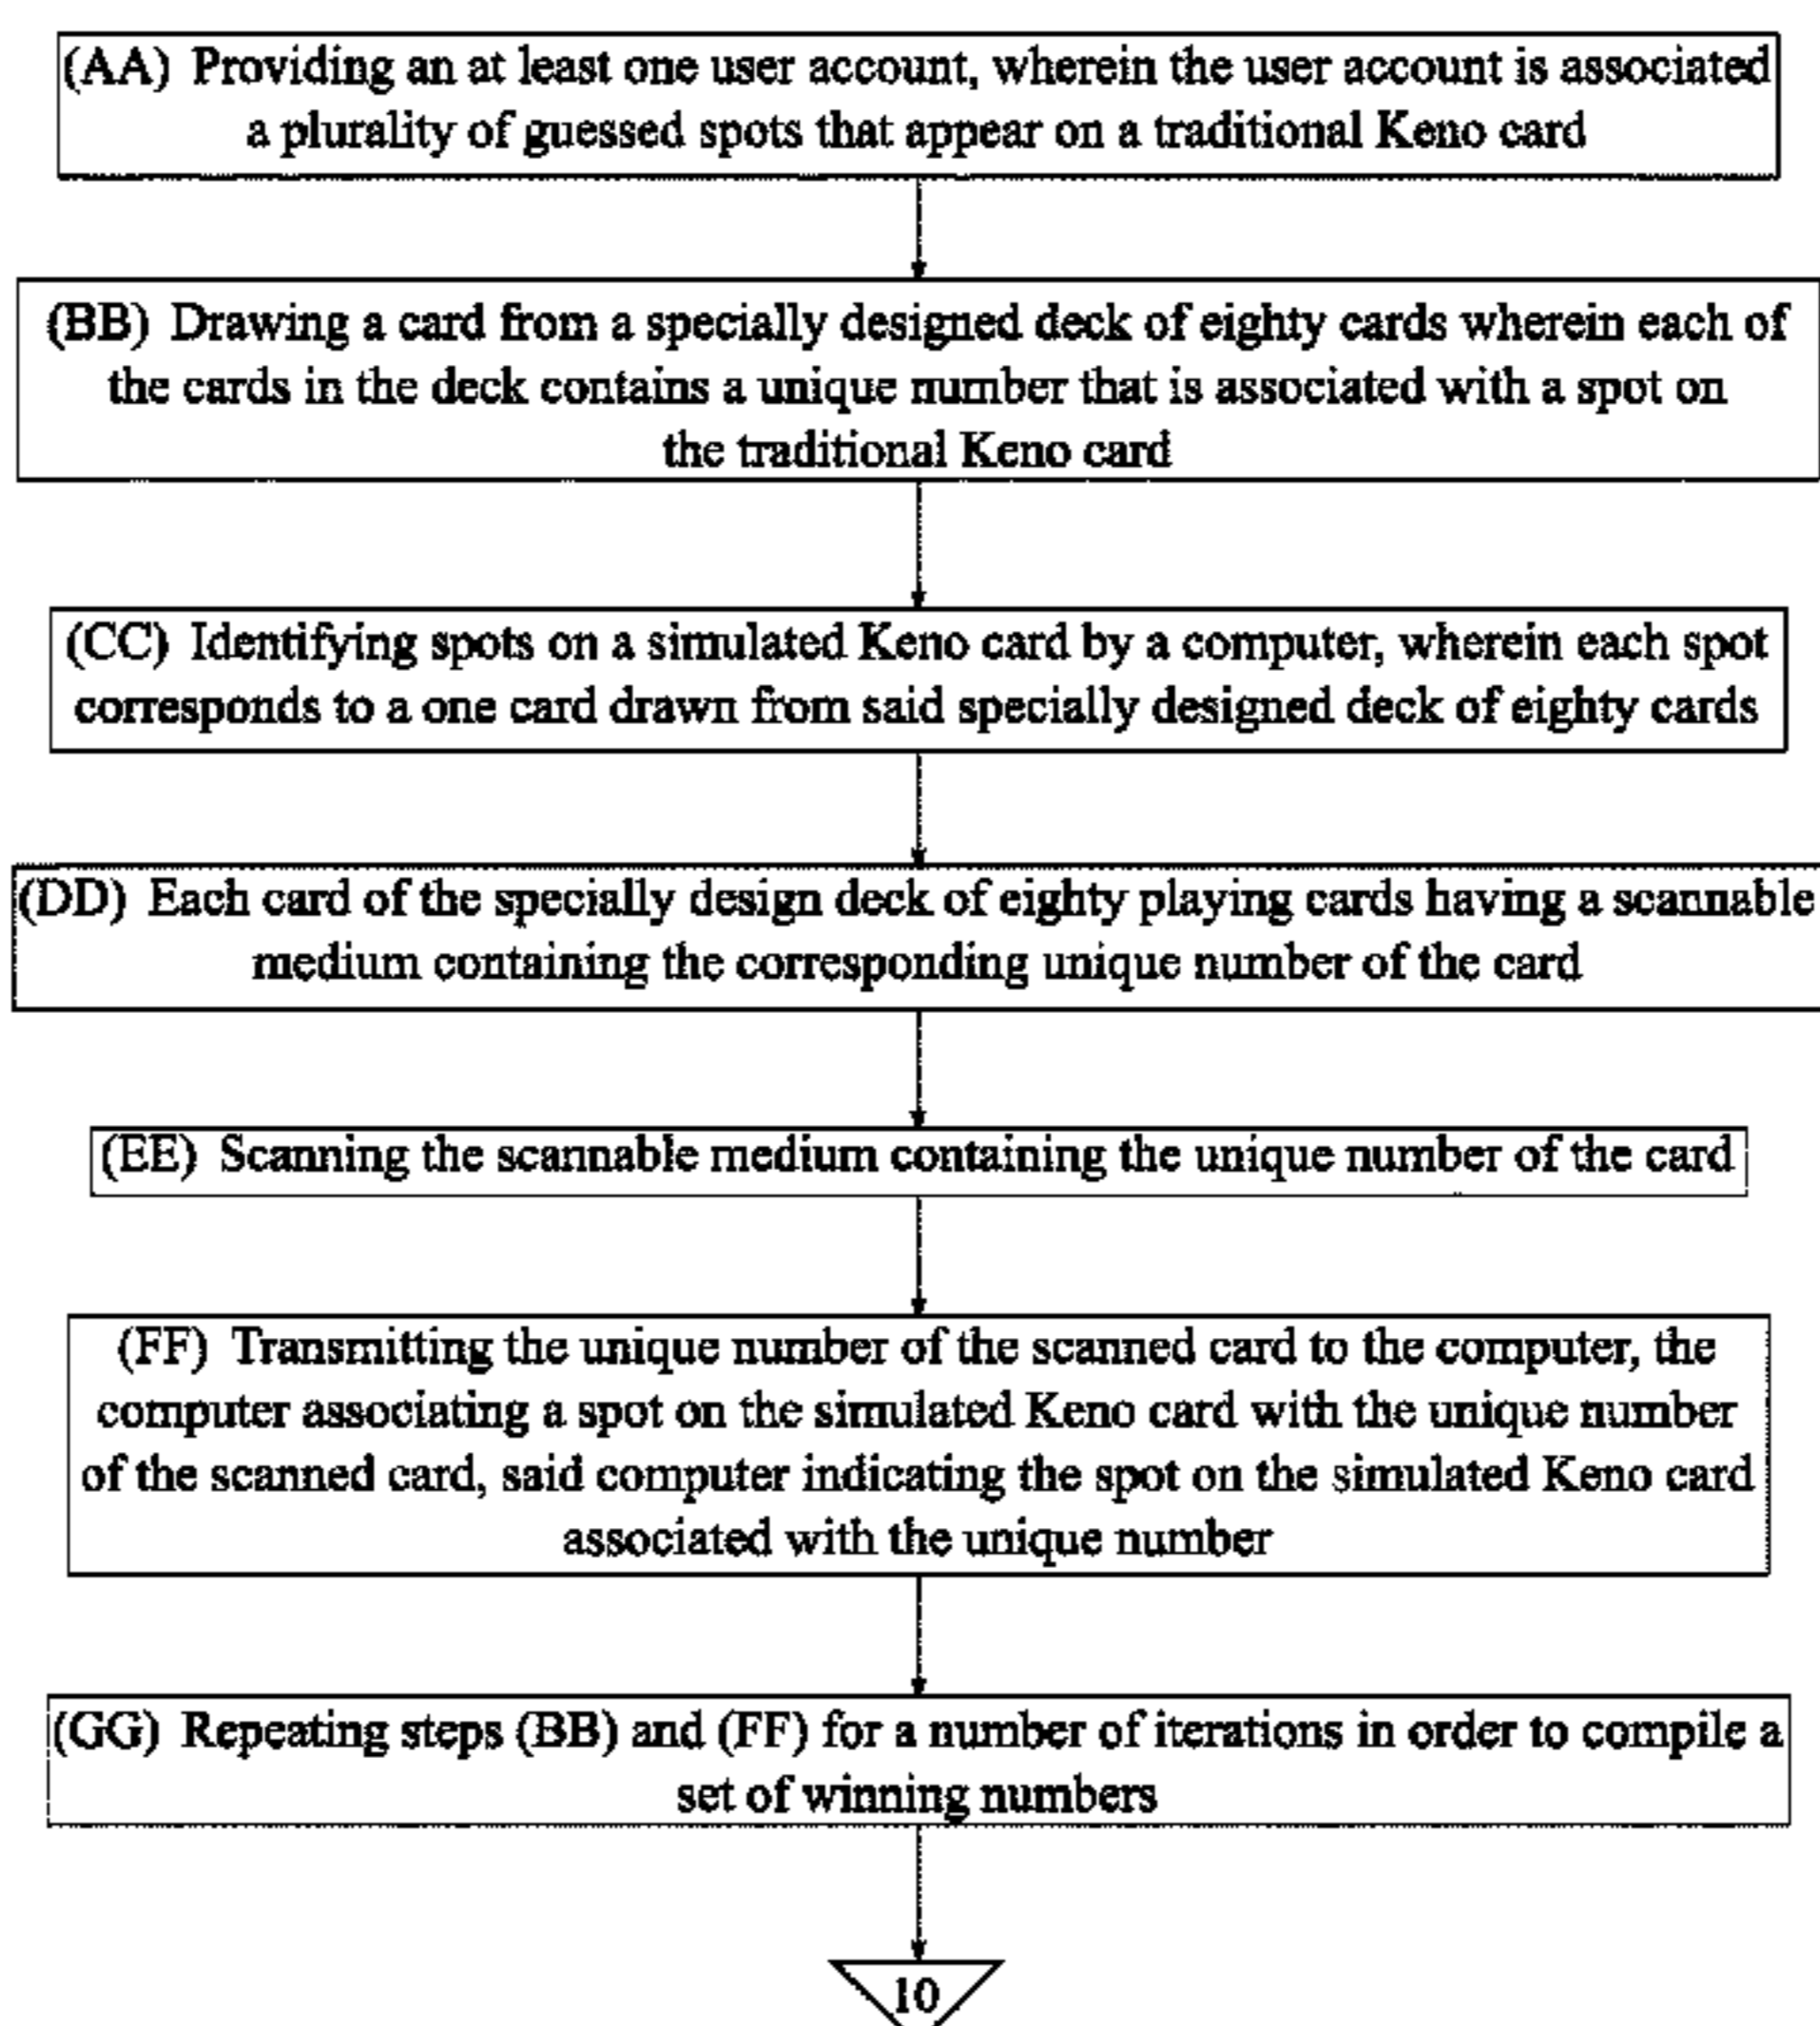 (AA) Providing an at least one user account, wherein the user account is associated
a plurality of guessed spots that appear on a traditional Keno card
(BB) Drawing a card from a specially designed deck of eighty cards wherein each of
the cards in the deck contains a unique number that is associated with a spot on
the traditional Keno card
(CC) Identifying spots on a simulated Keno card by a computer, wherein each spot
corresponds to a one card drawn from said specially designed deck of eighty cards
(DD) Each card of the specially design deck of eighty playing cards having a scannable
medium containing the corresponding unique number of the card
(EE) Scanning the scannable medium containing the unique number of the card
(FF) Transmitting the unique number of the scanned card to the computer, the
computer associating a spot on the simulated Keno card with the unique number
of the scanned card, said computer indicating the spot on the simulated Keno card
associated with the unique number
(GG) Repeating steps (BB) and (FF) for a number of iterations in order to compile a
set of winning numbers
10